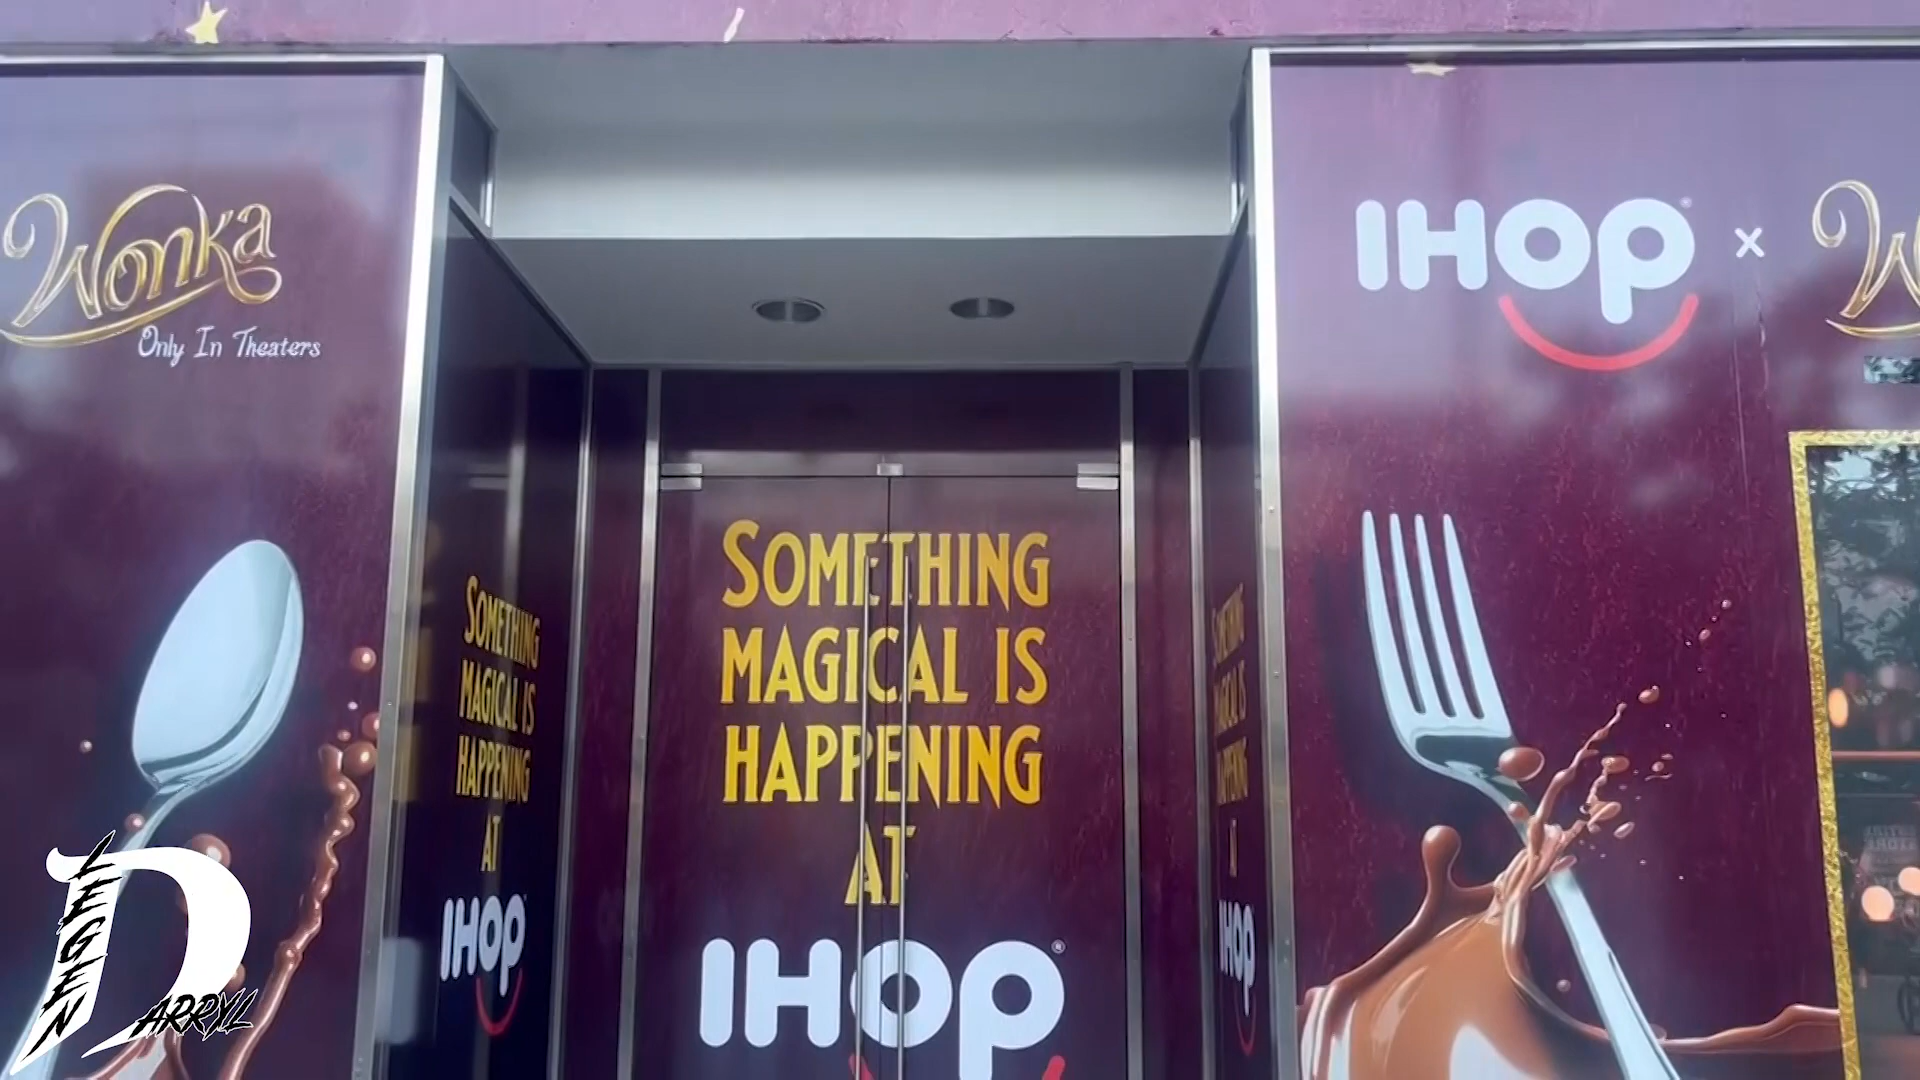 Wonka
Only In Theaters
IHOP® x W
SOMETHING
MAGICAL IS
HAPPENING
AT
IHOP
SOMETHING
MAGICAL IS
HAPPENING
AT
IHOP®
SOMETHING
MAGICAL IS
HAPPENING
AT
IHOP
LEGEN
DARRYL